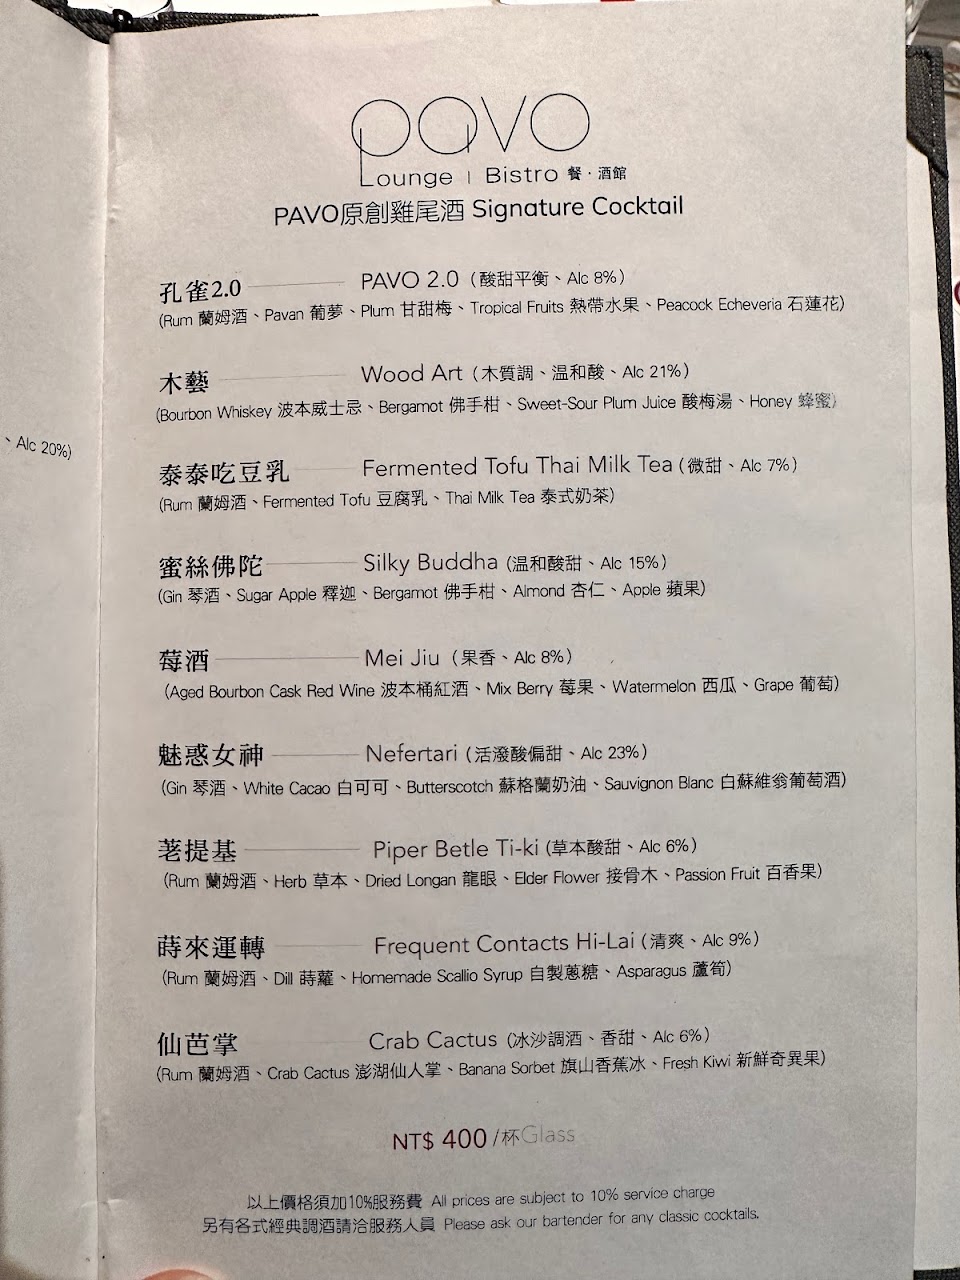 pavo
Lounge | Bistro 餐·酒館
PAVO原創雞尾酒 Signature Cocktail
孔雀2.0 PAVO 2.0(酸甜平衡、Alc 8%)
(Rum 蘭姆酒、Pavan 葡夢、Plum 甘甜梅、Tropical Fruits 熱帶水果、Peacock Echeveria 石蓮花)
木藝 Wood Art(木質調、温和酸、Alc 21%)
(Bourbon Whiskey 波本威士忌、Bergamot 佛手柑、Sweet-Sour Plum Juice 酸梅湯、Honey 蜂蜜)
、Alc 20%)
泰泰吃豆乳 Fermented Tofu Thai Milk Tea(微甜、Alc 7%)
(Rum 蘭姆酒、Fermented Tofu 豆腐乳、Thai Milk Tea 泰式奶茶)
蜜絲佛陀 Silky Buddha(温和酸甜、Alc 15%)
(Gin 琴酒、Sugar Apple 釋迦、Bergamot 佛手柑、Almond 杏仁、Apple 蘋果)
莓酒 Mei Jiu(果香、Alc 8%)
(Aged Bourbon Cask Red Wine 波本桶紅酒、Mix Berry 莓果、Watermelon 西瓜、Grape 葡萄)
魅惑女神 Nefertari(活潑酸偏甜、Alc 23%)
(Gin 琴酒、White Cacao 白可可、Butterscotch 蘇格蘭奶油、Sauvignon Blanc 白蘇維翁葡萄酒)
荖提基 Piper Betle Ti-ki(草本酸甜、Alc 6%)
(Rum 蘭姆酒、Herb 草本、Dried Longan 龍眼、Elder Flower 接骨木、Passion Fruit 百香果)
蒔來運轉 Frequent Contacts Hi-Lai(清爽、Alc 9%)
(Rum 蘭姆酒、Dill 蒔蘿、Homemade Scallio Syrup 自製蔥糖、Asparagus 蘆筍)
仙芭掌 Crab Cactus(冰沙調酒、香甜、Alc 6%)
(Rum 蘭姆酒、Crab Cactus 澎湖仙人掌、Banana Sorbet 旗山香蕉冰、Fresh Kiwi 新鮮奇異果)
NT$ 400/杯Glass
以上價格須加10%服務費 All prices are subject to 10% service charge
另有各式經典調酒請洽服務人員 Please ask our bartender for any classic cocktails.